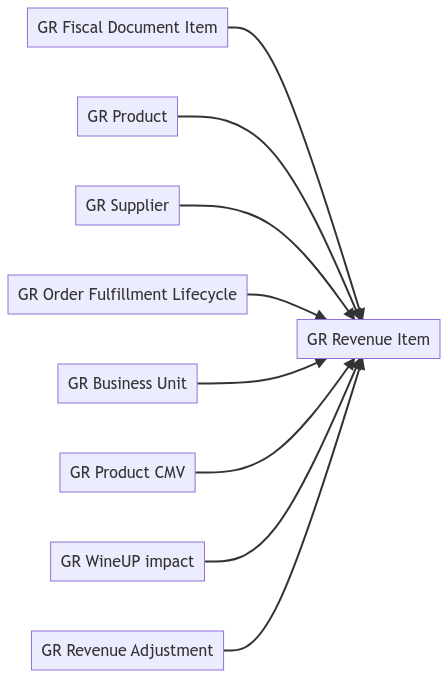 GR Fiscal Document Item
GR Product
GR Supplier
GR Order Fulfillment Lifecycle
GR Revenue Item
GR Business Unit
GR Product CMV
GR WineUP impact
GR Revenue Adjustment